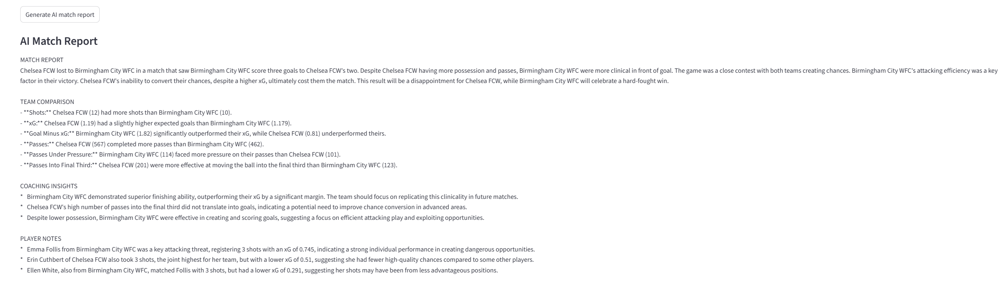 Generate AI match report
AI Match Report
MATCH REPORT
Chelsea FCW lost to Birmingham City WFC in a match that saw Birmingham City WFC score three goals to Chelsea FCW's two. Despite Chelsea FCW having more possession and passes, Birmingham City WFC were more clinical in front of goal. The game was a close contest with both teams creating chances. Birmingham City WFC's attacking efficiency was a key
factor in their victory. Chelsea FCW's inability to convert their chances, despite a higher xG, ultimately cost them the match. This result will be a disappointment for Chelsea FCW, while Birmingham City WFC will celebrate a hard-fought win.
TEAM COMPARISON
- **Shots:** Chelsea FCW (12) had more shots than Birmingham City WFC (10).
- **xG:** Chelsea FCW (1.19) had a slightly higher expected goals than Birmingham City WFC (1.179).
- **Goal Minus xG:** Birmingham City WFC (1.82) significantly outperformed their xG, while Chelsea FCW (0.81) underperformed theirs.
- **Passes:** Chelsea FCW (567) completed more passes than Birmingham City WFC (462).
- **Passes Under Pressure:** Birmingham City WFC (114) faced more pressure on their passes than Chelsea FCW (101).
- **Passes Into Final Third:** Chelsea FCW (201) were more effective at moving the ball into the final third than Birmingham City WFC (123).
COACHING INSIGHTS
* Birmingham City WFC demonstrated superior finishing ability, outperforming their xG by a significant margin. The team should focus on replicating this clinicality in future matches.
* Chelsea FCW's high number of passes into the final third did not translate into goals, indicating a potential need to improve chance conversion in advanced areas.
* Despite lower possession, Birmingham City WFC were effective in creating and scoring goals, suggesting a focus on efficient attacking play and exploiting opportunities.
PLAYER NOTES
* Emma Follis from Birmingham City WFC was a key attacking threat, registering 3 shots with an xG of 0.745, indicating a strong individual performance in creating dangerous opportunities.
* Erin Cuthbert of Chelsea FCW also took 3 shots, the joint highest for her team, but with a lower xG of 0.51, suggesting she had fewer high-quality chances compared to some other players.
* Ellen White, also from Birmingham City WFC, matched Follis with 3 shots, but had a lower xG of 0.291, suggesting her shots may have been from less advantageous positions.